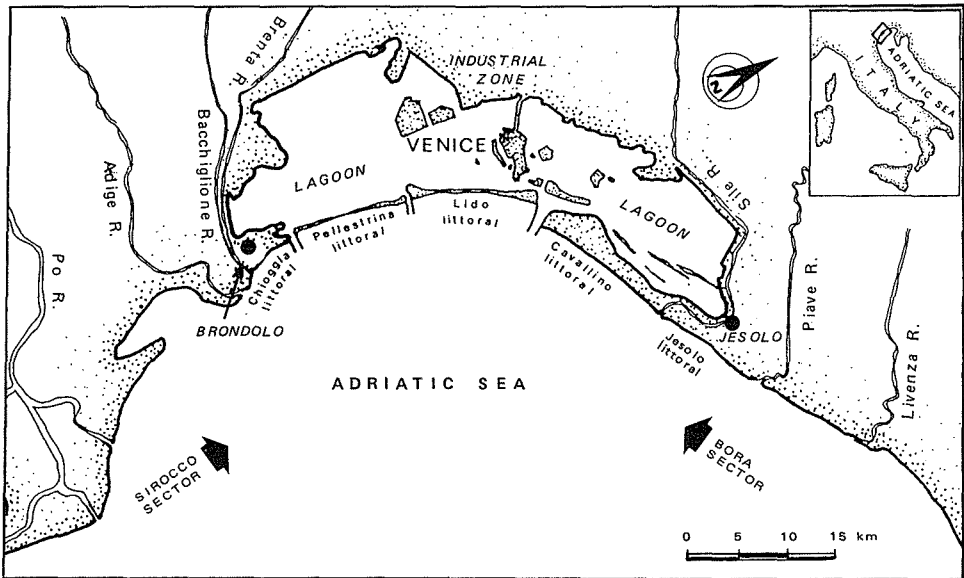 Brenta R.
Bacchiglione R.
Adige R.
Po R.
INDUSTRIAL
ZONE
VENICE
LAGOON
LAGOON
Sile R.
Piave R.
Livenza R.
ITALY
ADRIATIC SEA
Chioggia
littoral
Pellestrina
littoral
Lido
littoral
Cavallino
littoral
Jesolo
littoral
BRONDOLO
JESOLO
ADRIATIC SEA
SIROCCO
SECTOR
BORA
SECTOR
N
0 5 10 15 km